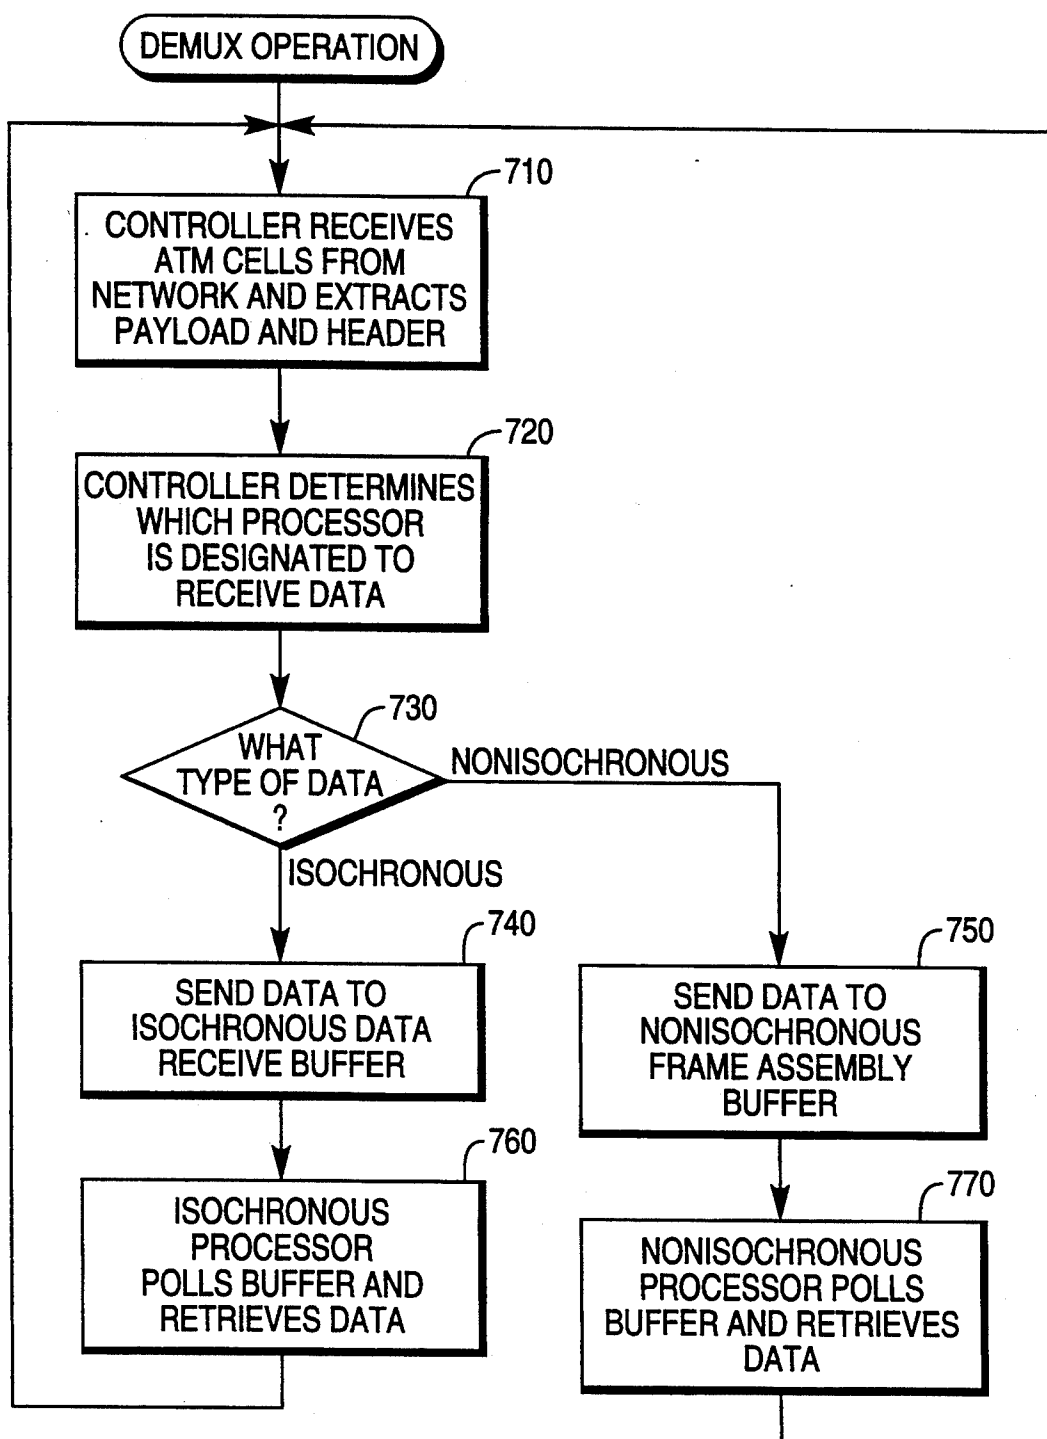 DEMUX OPERATION
710
CONTROLLER RECEIVES
ATM CELLS FROM
NETWORK AND EXTRACTS
PAYLOAD AND HEADER
720
CONTROLLER DETERMINES
WHICH PROCESSOR
IS DESIGNATED TO
RECEIVE DATA
730
WHAT
TYPE OF DATA
?
NONISOCHRONOUS
ISOCHRONOUS
740
SEND DATA TO
ISOCHRONOUS DATA
RECEIVE BUFFER
750
SEND DATA TO
NONISOCHRONOUS
FRAME ASSEMBLY
BUFFER
760
ISOCHRONOUS
PROCESSOR
POLLS BUFFER AND
RETRIEVES DATA
770
NONISOCHRONOUS
PROCESSOR POLLS
BUFFER AND RETRIEVES
DATA